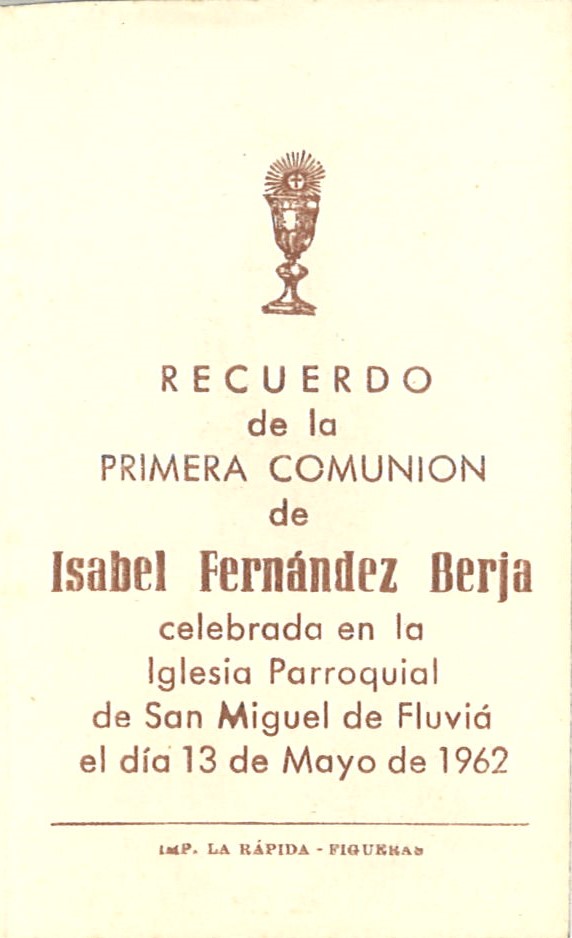 RECUERDO
de la
PRIMERA COMUNION
de
Isabel Fernández Berja
celebrada en la
Iglesia Parroquial
de San Miguel de Fluviá
el día 13 de Mayo de 1962
IMP. LA RÁPIDA - FIGUERAS